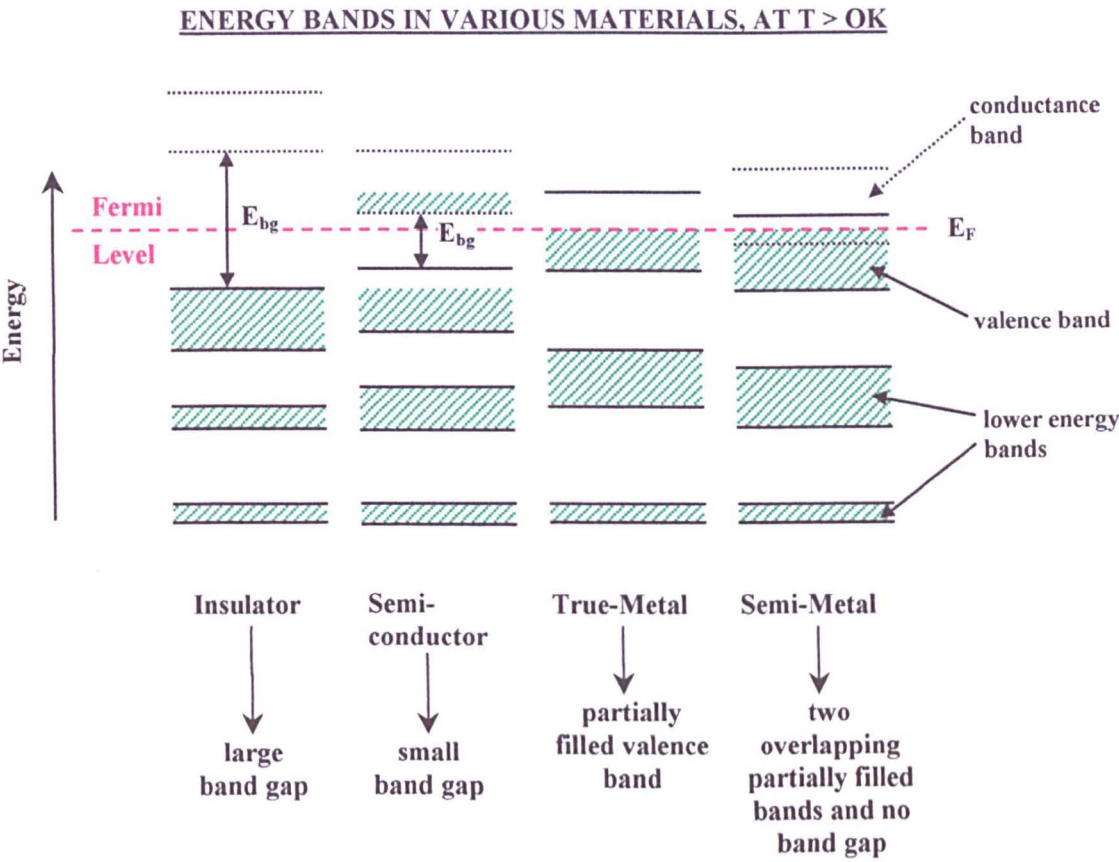 ENERGY BANDS IN VARIOUS MATERIALS, AT T > OK
conductance
band
Fermi
Level
E_bg
E_bg
E_F
Energy
valence band
lower energy
bands
Insulator
Semi-
conductor
True-Metal
Semi-Metal
large
band gap
small
band gap
partially
filled valence
band
two
overlapping
partially filled
bands and no
band gap